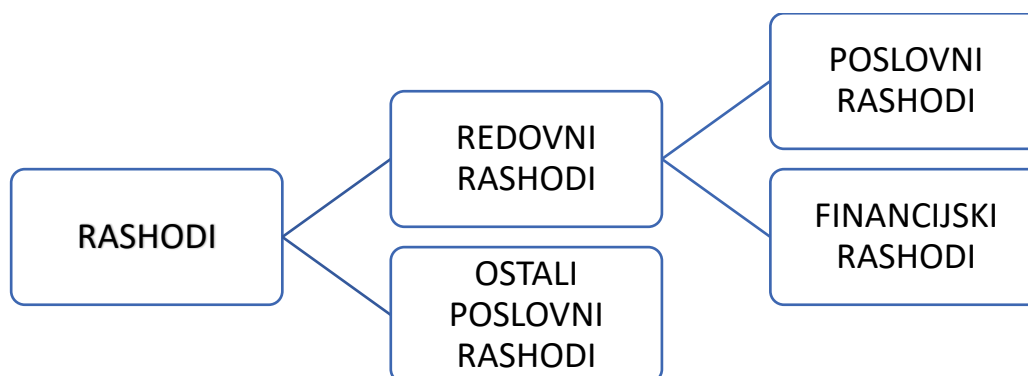 RASHODI
REDOVNI
RASHODI
OSTALI
POSLOVNI
RASHODI
POSLOVNI
RASHODI
FINANCIJSKI
RASHODI